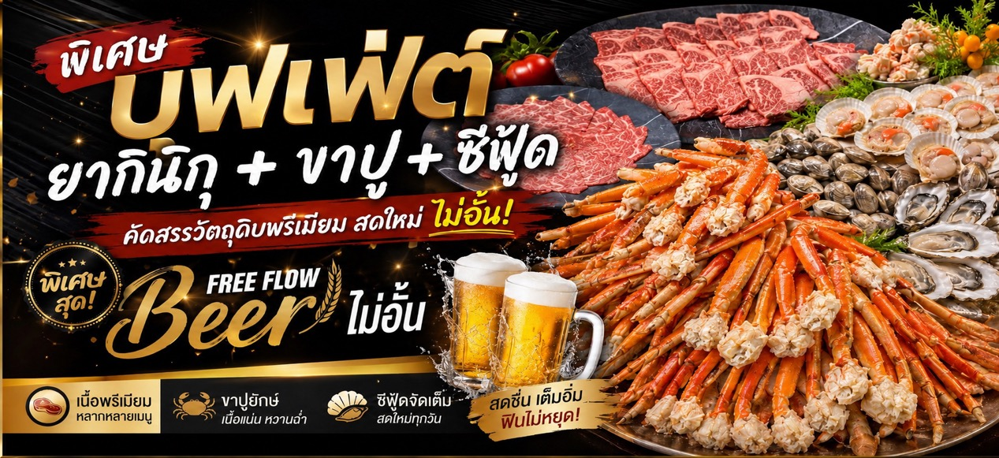 พิเศษ
บุฟเฟ่ต์
ยากินิกุ + ขาปู + ซีฟู้ด
คัดสรรวัตถุดิบพรีเมียม สดใหม่ ไม่อั้น!
พิเศษ
สุด!
FREE FLOW
Beer
ไม่อั้น
เนื้อพรีเมียม
หลากหลายเมนู
ขาปูยักษ์
เนื้อแน่น หวานฉ่ำ
ซีฟู้ดจัดเต็ม
สดใหม่ทุกวัน
สดชื่น เต็มอิ่ม
ฟินไม่หยุด!